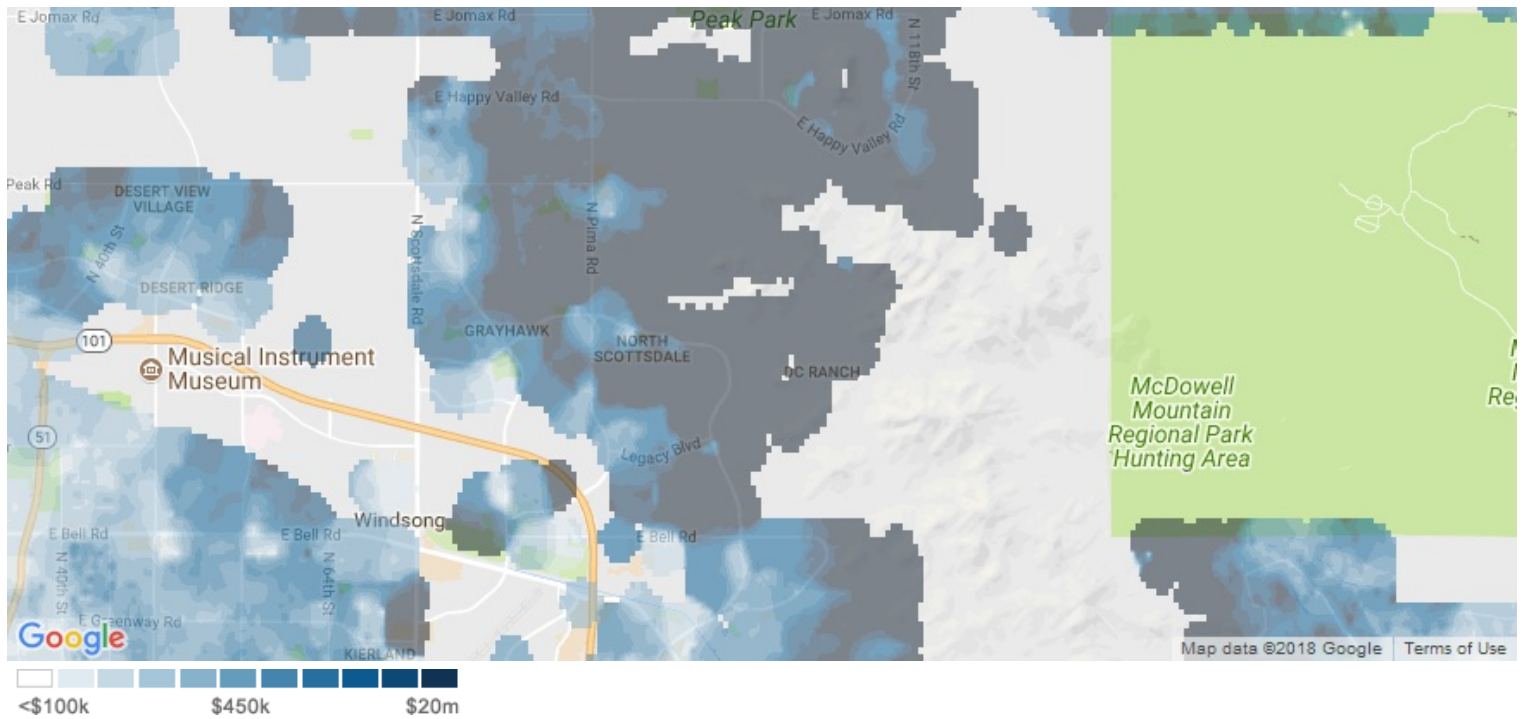 E Jomax Rd
E Jomax Rd
Peak Park
E Jomax Rd
N 118th St
E Happy Valley Rd
E Happy Valley Rd
Peak Rd
DESERT VIEW
VILLAGE
N 40th St
N Scottsdale Rd
N Pima Rd
DESERT RIDGE
101
Musical Instrument
Museum
GRAYHAWK
NORTH
SCOTTSDALE
DC RANCH
McDowell
Mountain
Regional Park
Hunting Area
51
Legacy Blvd
Windsong
E Bell Rd
E Bell Rd
E Bell Rd
N 40th St
N 64th St
E Greenway Rd
KIERLAND
Google
Map data ©2018 Google
Terms of Use
<$100k
$450k
$20m